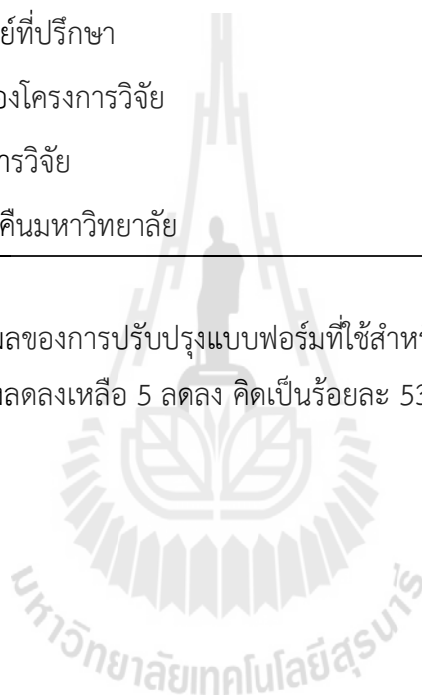 ย์ที่ปรึกษา
องโครงการวิจัย
ารวิจัย
คืนมหาวิทยาลัย
ผลของการปรับปรุงแบบฟอร์มที่ใช้สำหร
ลดลงเหลือ 5 ลดลง คิดเป็นร้อยละ 53
มหาวิทยาลัยเทคโนโลยีสุรนารี